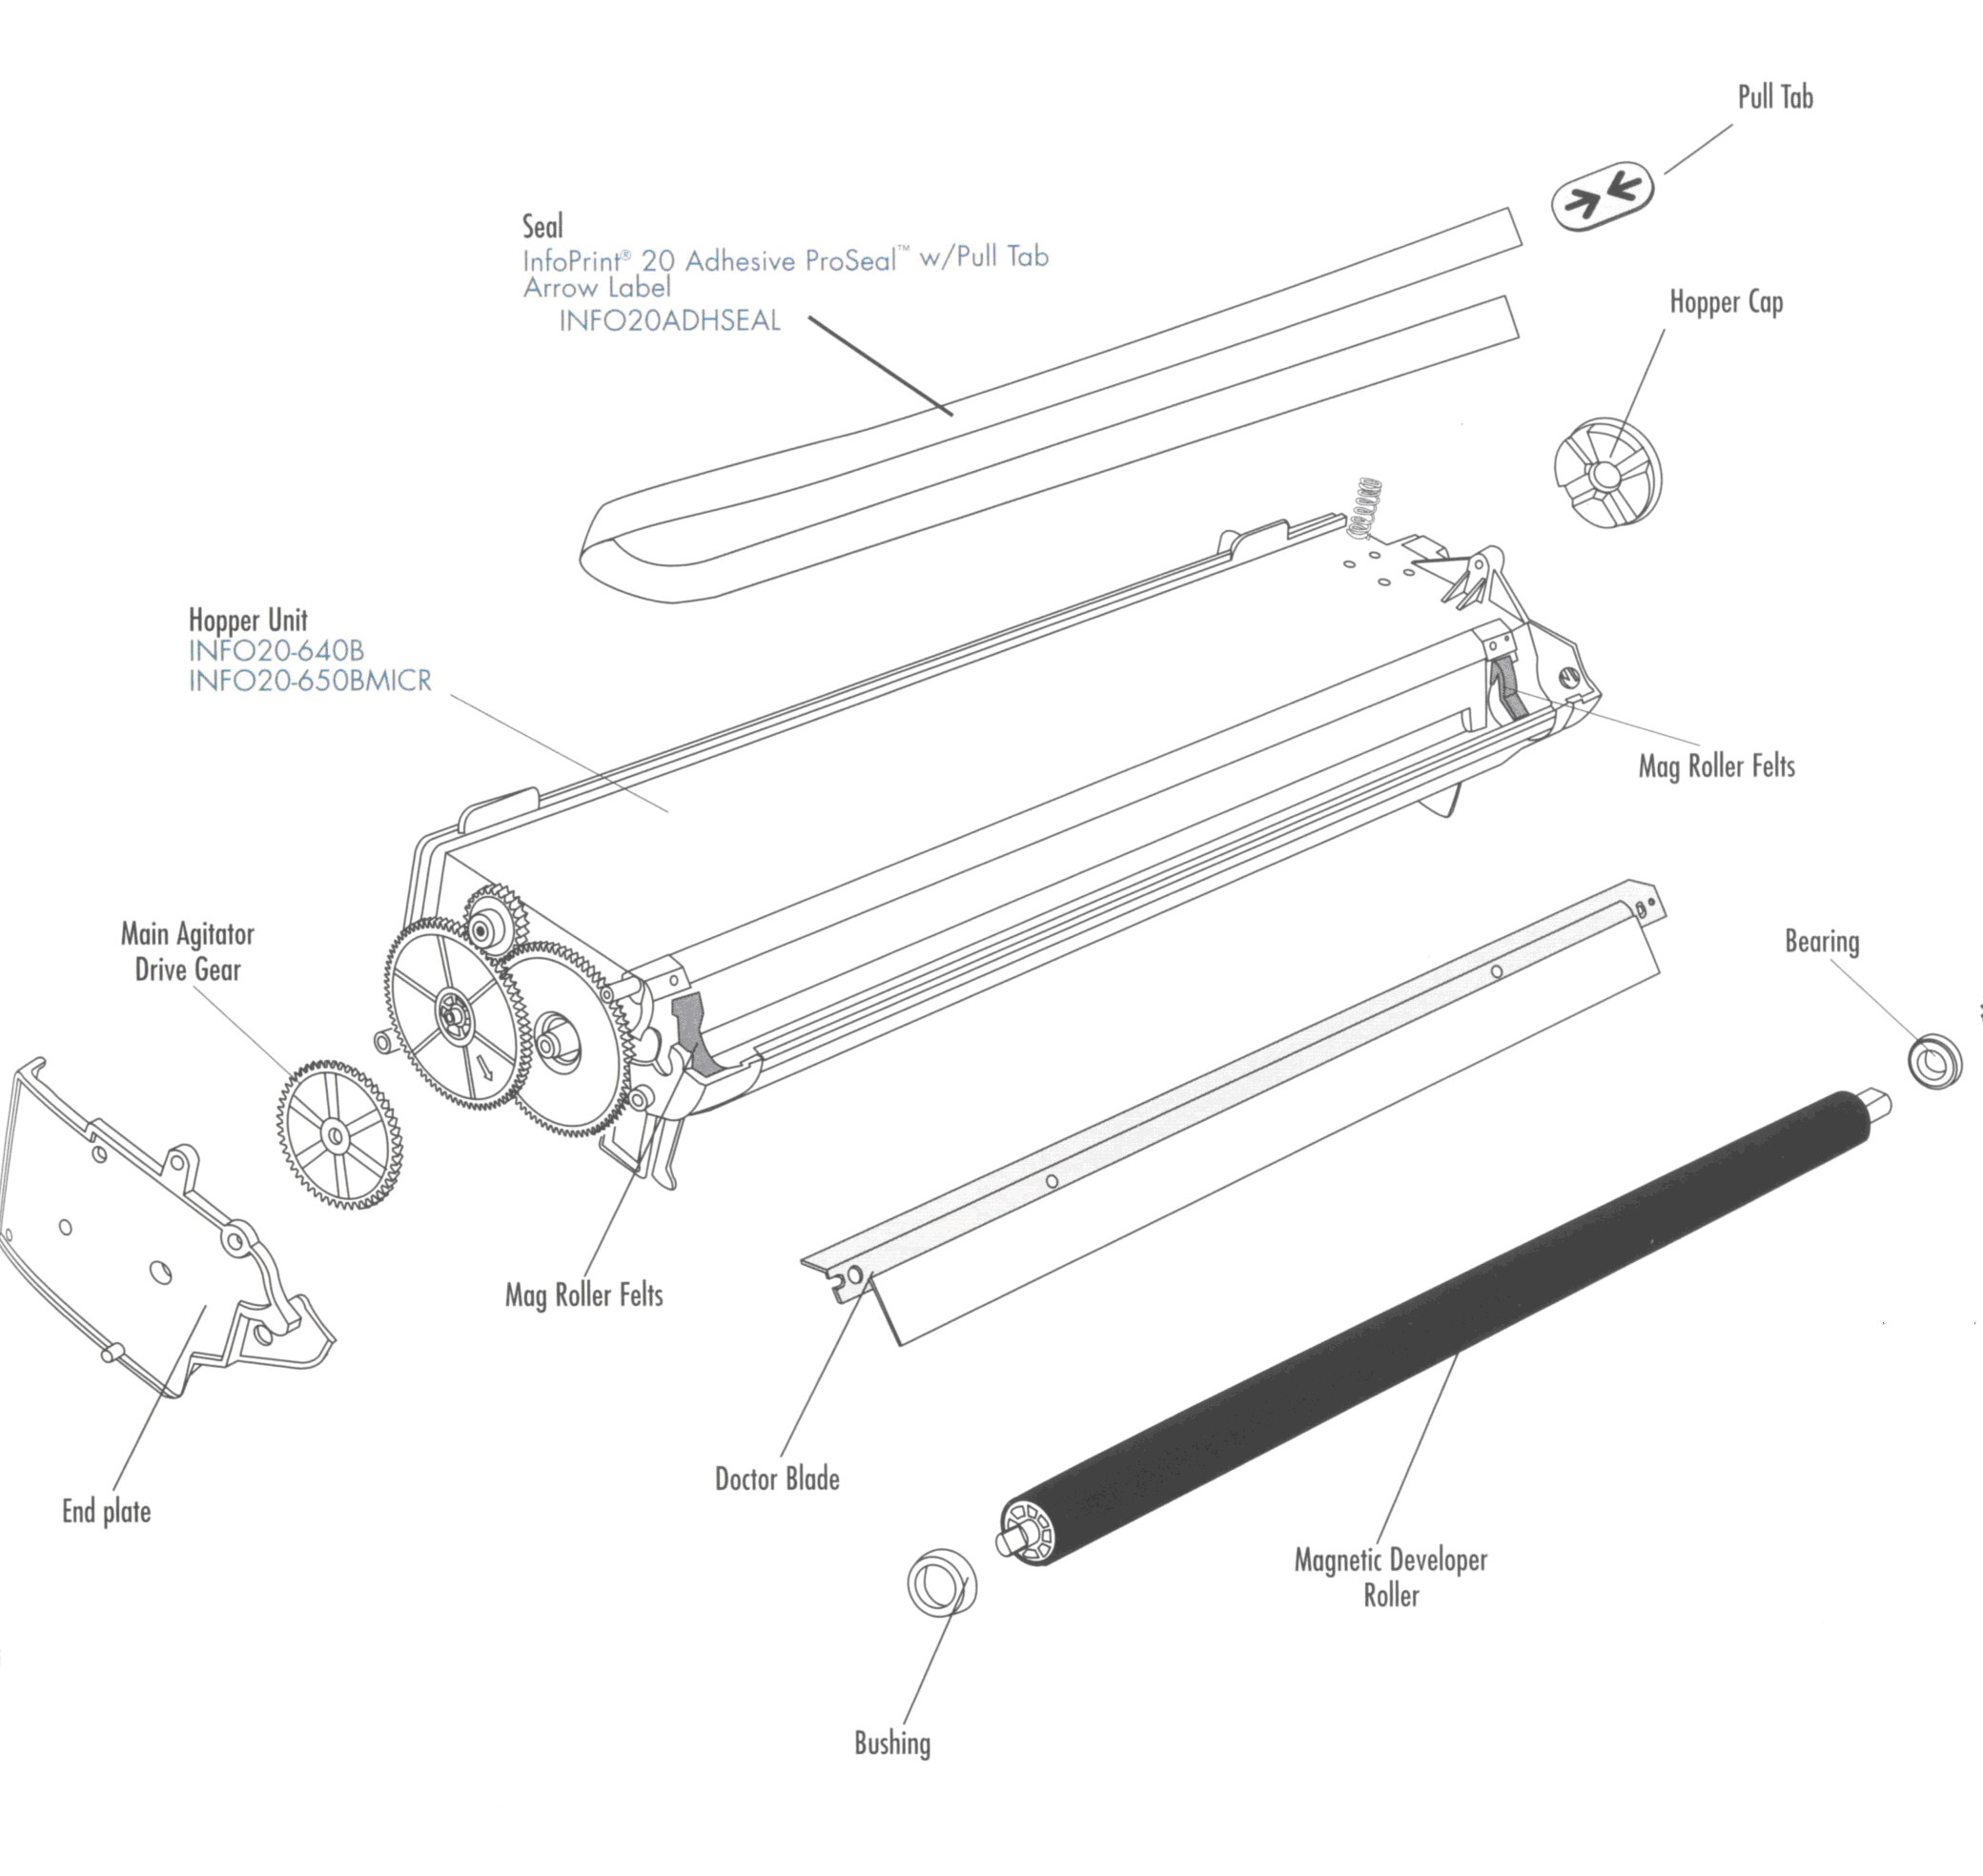 Pull Tab
Seal
InfoPrint® 20 Adhesive ProSeal™ w/Pull Tab
Arrow Label
INFO20ADHSEAL
Hopper Cap
Hopper Unit
INFO20-640B
INFO20-650BMICR
Mag Roller Felts
Main Agitator
Drive Gear
Bearing
Mag Roller Felts
Doctor Blade
End plate
Magnetic Developer
Roller
Bushing